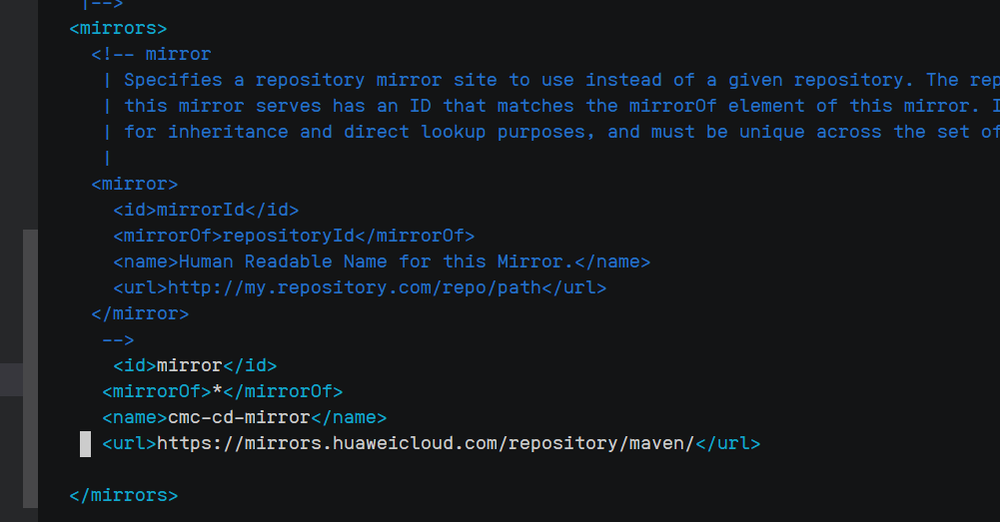 |-->
<mirrors>
<!-- mirror
| Specifies a repository mirror site to use instead of a given repository. The rep
| this mirror serves has an ID that matches the mirrorOf element of this mirror. I
| for inheritance and direct lookup purposes, and must be unique across the set of
|
<mirror>
<id>mirrorId</id>
<mirrorOf>repositoryId</mirrorOf>
<name>Human Readable Name for this Mirror.</name>
<url>http://my.repository.com/repo/path</url>
</mirror>
-->
<id>mirror</id>
<mirrorOf>*</mirrorOf>
<name>cmc-cd-mirror</name>
<url>https://mirrors.huaweicloud.com/repository/maven/</url>
</mirrors>